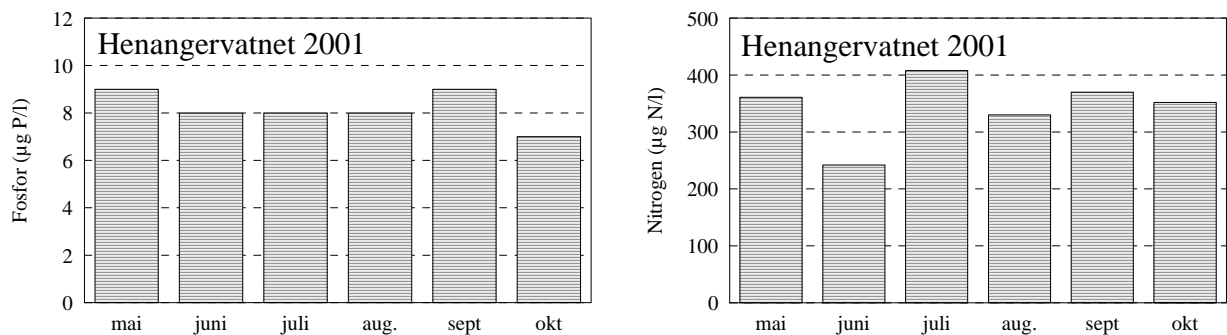 Henangervatnet 2001
Fosfor (µg P/l)
12
10
8
6
4
2
0
mai juni juli aug. sept okt
Henangervatnet 2001
Nitrogen (µg N/l)
500
400
300
200
100
0
mai juni juli aug. sept okt